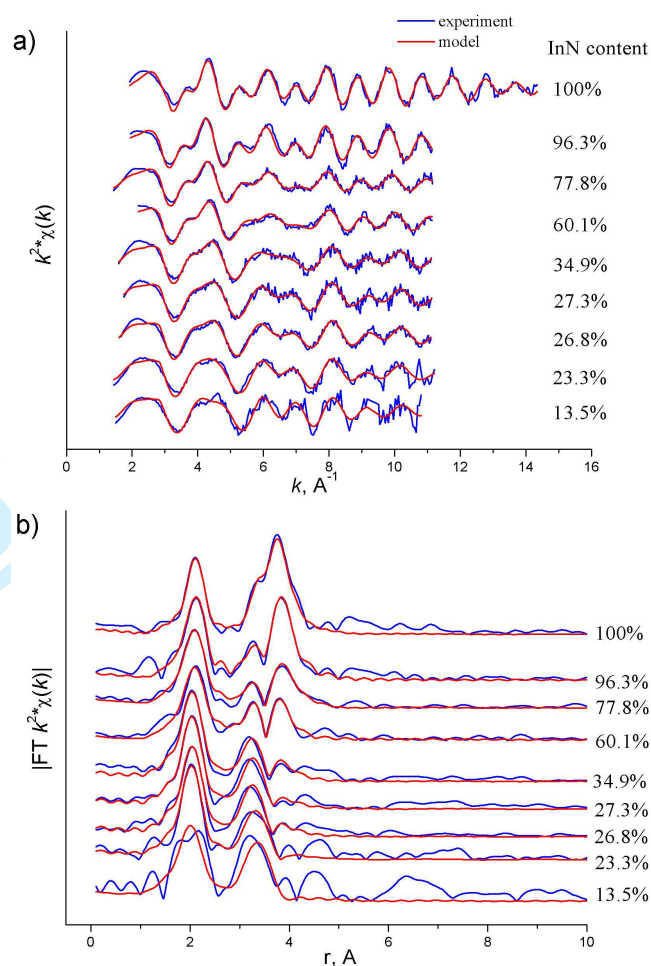 experiment
model
a)
InN content
k²*χ(k)
100%
96.3%
77.8%
60.1%
34.9%
27.3%
26.8%
23.3%
13.5%
0 2 4 6 8 10 12 14 16
k, A⁻¹
b)
|FT k²*χ(k)|
100%
96.3%
77.8%
60.1%
34.9%
27.3%
26.8%
23.3%
13.5%
0 2 4 6 8 10
r, A